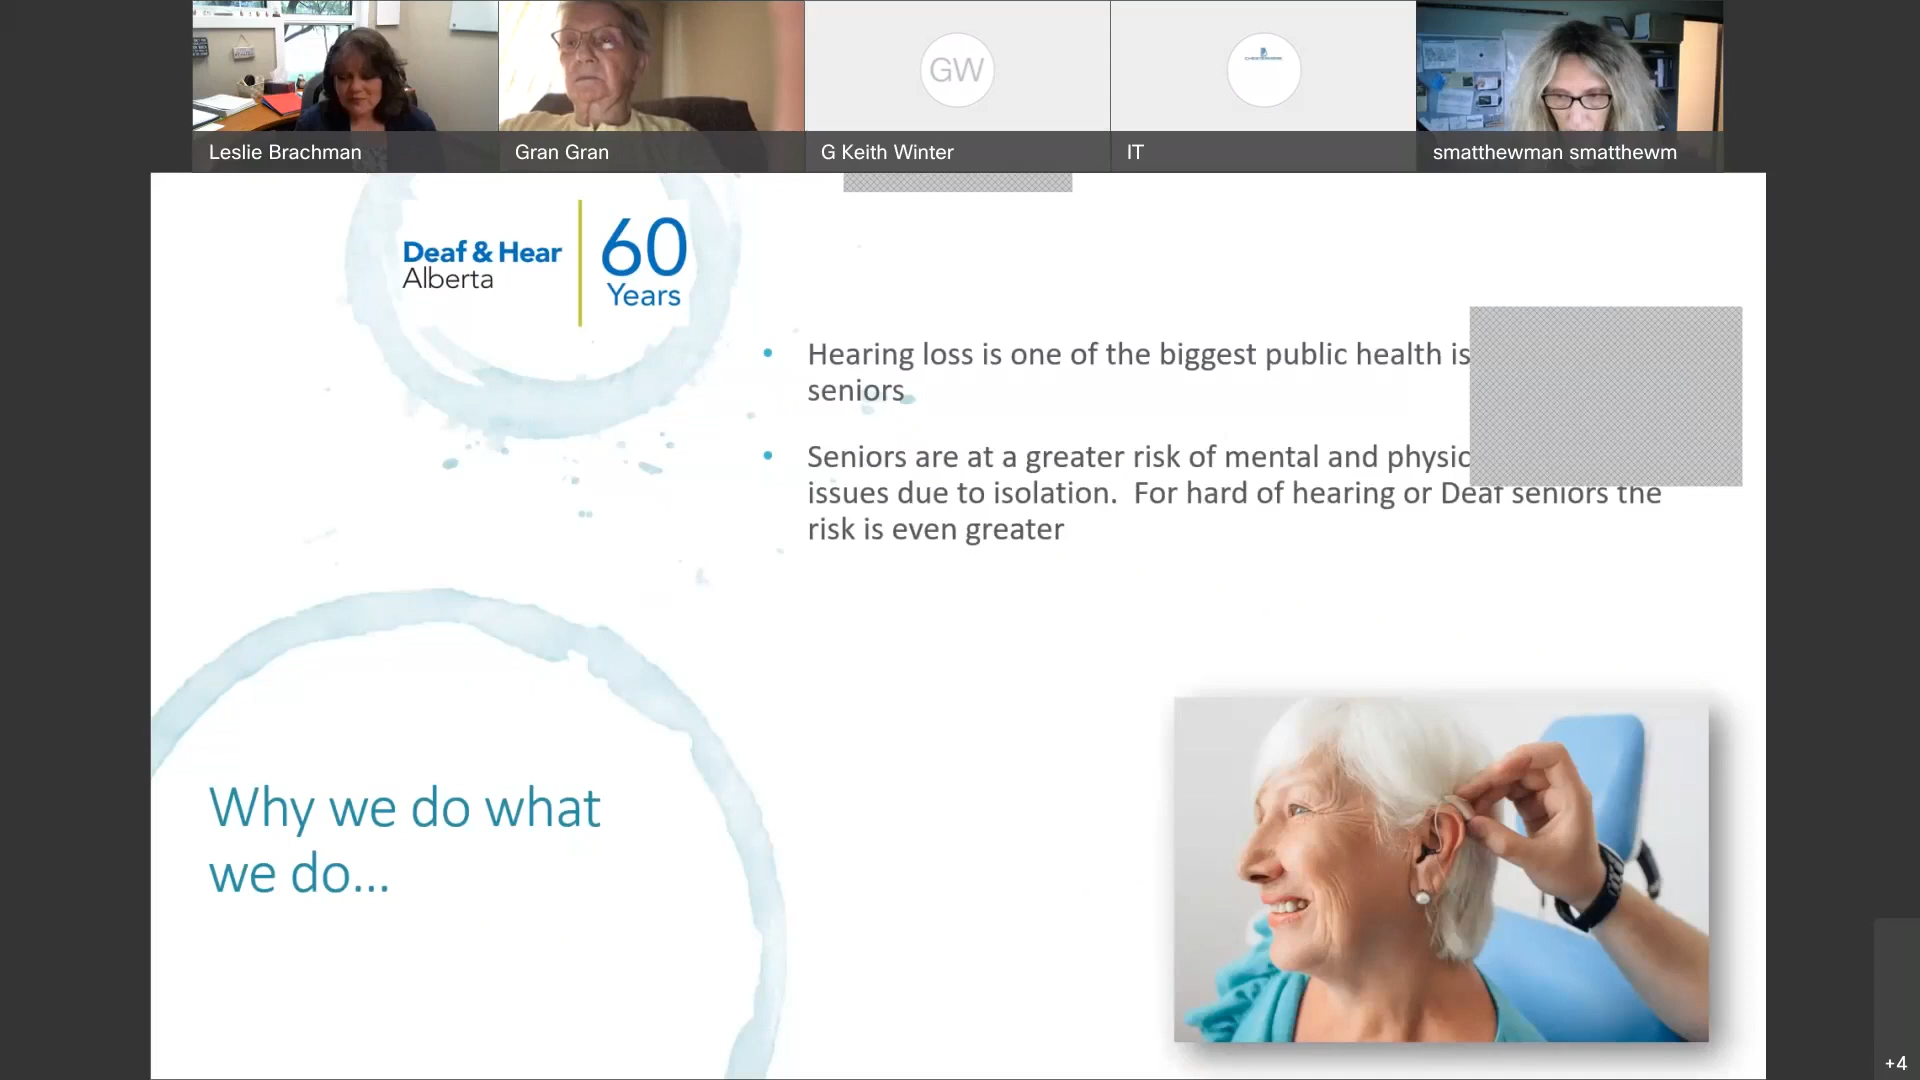 Leslie Brachman
Gran Gran
GW
G Keith Winter
IT
smatthewman smatthewm
Deaf & Hear
Alberta
60
Years
Hearing loss is one of the biggest public health is
seniors
Seniors are at a greater risk of mental and physic
issues due to isolation. For hard of hearing or Deaf seniors the
risk is even greater
Why we do what
we do...
+4